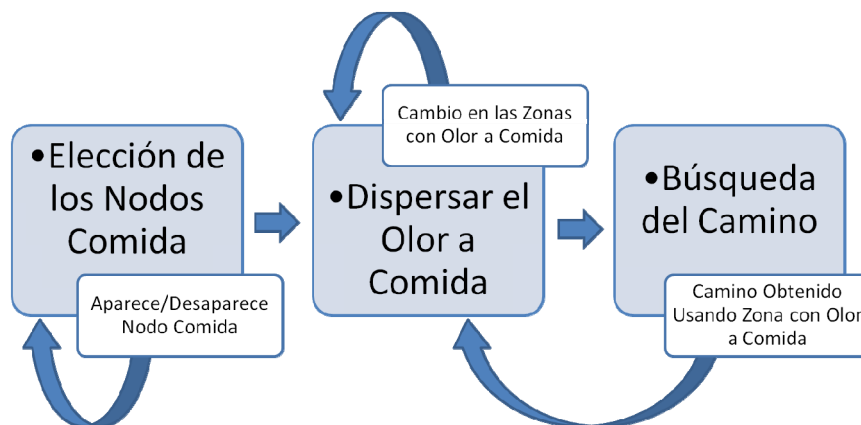 •Elección de
los Nodos
Comida
Aparece/Desaparece
Nodo Comida
Cambio en las Zonas
con Olor a Comida
•Dispersar el
Olor a
Comida
•Búsqueda
del Camino
Camino Obtenido
Usando Zona con Olor
a Comida